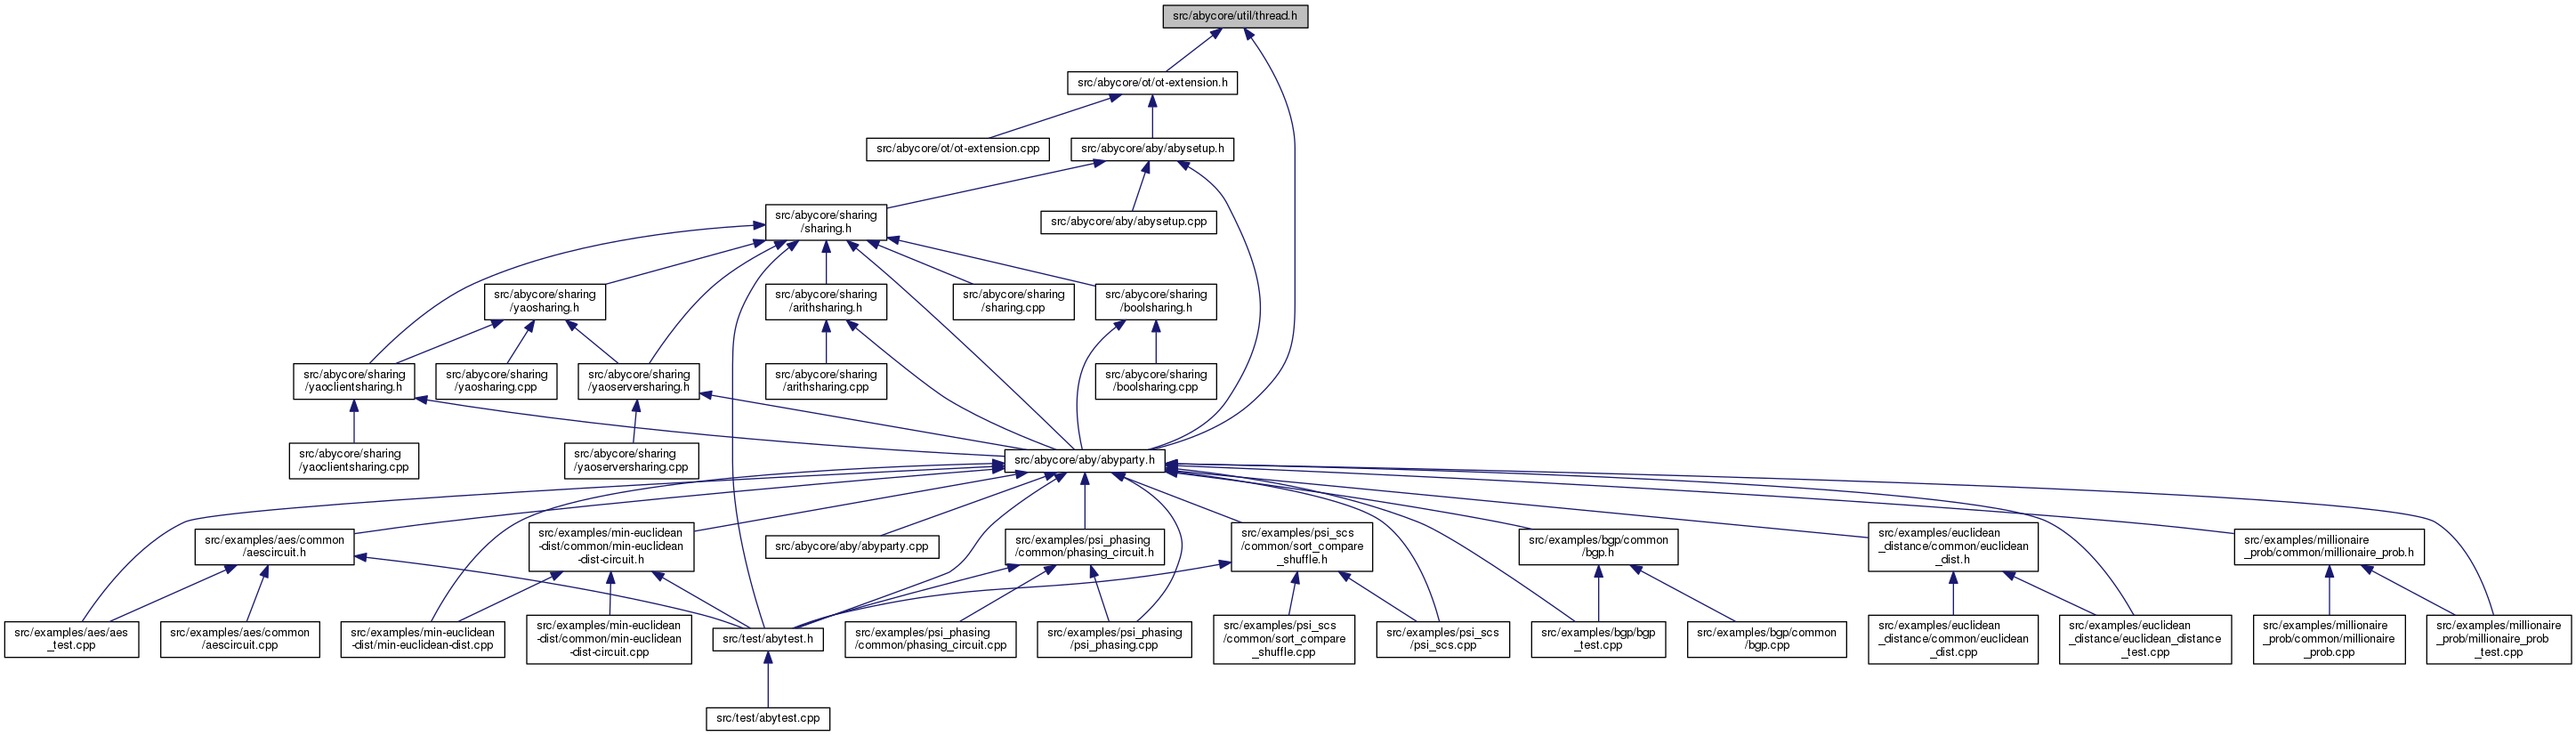 src/abycore/util/thread.h
src/abycore/ot/ot-extension.h
src/abycore/ot/ot-extension.cpp
src/abycore/aby/abysetup.h
src/abycore/sharing
/sharing.h
src/abycore/aby/abysetup.cpp
src/abycore/sharing
/yaosharing.h
src/abycore/sharing
/arithsharing.h
src/abycore/sharing
/sharing.cpp
src/abycore/sharing
/boolsharing.h
src/abycore/sharing
/yaoclientsharing.h
src/abycore/sharing
/yaosharing.cpp
src/abycore/sharing
/yaoserversharing.h
src/abycore/sharing
/arithsharing.cpp
src/abycore/sharing
/boolsharing.cpp
src/abycore/sharing
/yaoclientsharing.cpp
src/abycore/sharing
/yaoserversharing.cpp
src/abycore/aby/abyparty.h
src/examples/aes/common
/aescircuit.h
src/examples/min-euclidean
-dist/common/min-euclidean
-dist-circuit.h
src/abycore/aby/abyparty.cpp
src/examples/psi_phasing
/common/phasing_circuit.h
src/examples/psi_scs
/common/sort_compare
_shuffle.h
src/examples/bgp/common
/bgp.h
src/examples/euclidean
_distance/common/euclidean
_dist.h
src/examples/millionaire
_prob/common/millionaire_prob.h
src/examples/aes/aes
_test.cpp
src/examples/aes/common
/aescircuit.cpp
src/examples/min-euclidean
-dist/min-euclidean-dist.cpp
src/examples/min-euclidean
-dist/common/min-euclidean
-dist-circuit.cpp
src/test/abytest.h
src/examples/psi_phasing
/common/phasing_circuit.cpp
src/examples/psi_phasing
/psi_phasing.cpp
src/examples/psi_scs
/common/sort_compare
_shuffle.cpp
src/examples/psi_scs
/psi_scs.cpp
src/examples/bgp/bgp
_test.cpp
src/examples/bgp/common
/bgp.cpp
src/examples/euclidean
_distance/common/euclidean
_dist.cpp
src/examples/euclidean
_distance/euclidean_distance
_test.cpp
src/examples/millionaire
_prob/common/millionaire
_prob.cpp
src/examples/millionaire
_prob/millionaire_prob
_test.cpp
src/test/abytest.cpp